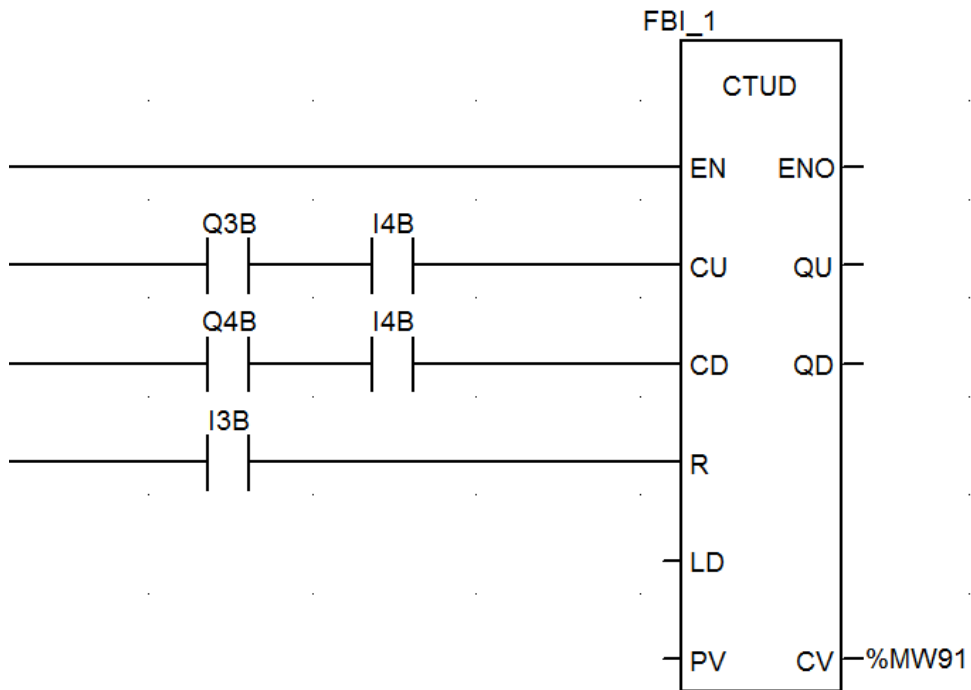 FBI_1
CTUD
EN ENO
Q3B I4B
CU QU
Q4B I4B
CD QD
I3B
R
LD
PV CV %MW91